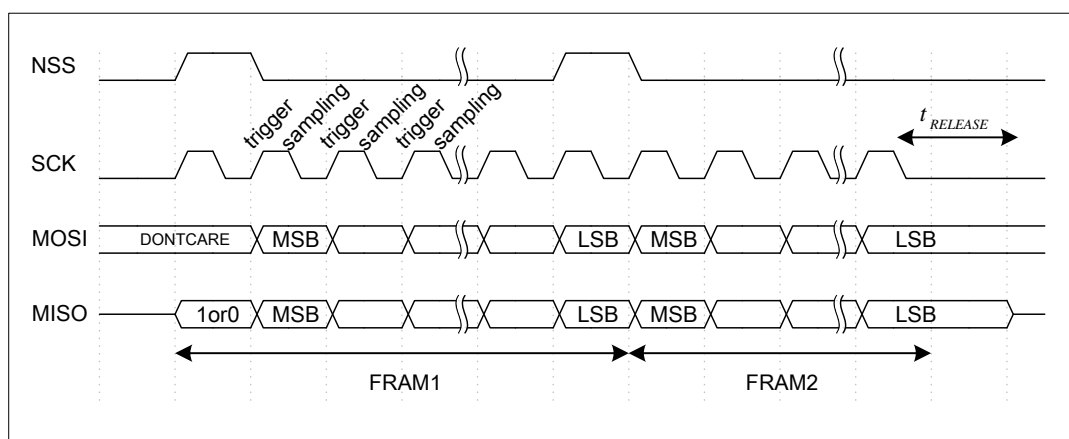 NSS
trigger
sampling
trigger
sampling
trigger
sampling
t RELEASE
SCK
MOSI
DONTCARE
MSB
LSB
MSB
LSB
MISO
1or0
MSB
LSB
MSB
LSB
FRAM1
FRAM2